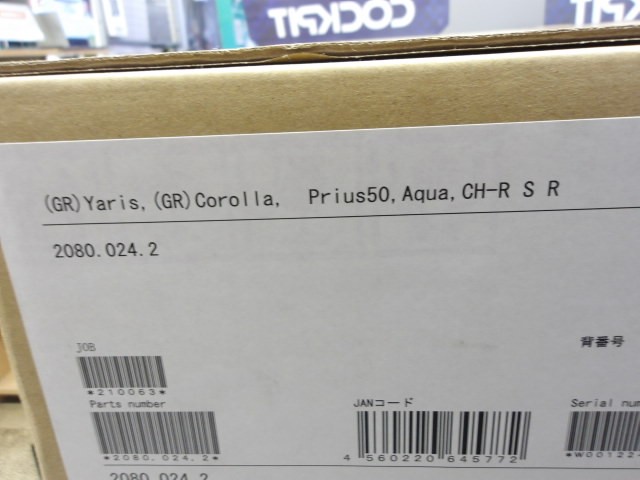 COCKPIT
(GR)Yaris,(GR)Corolla, Prius50,Aqua,CH-R S R
2080.024.2
背番号
JOB
*210063*
Parts number
JANコード
Serial num
*2080.024.2*
4 560220 645772
*W00122
2080.024.2